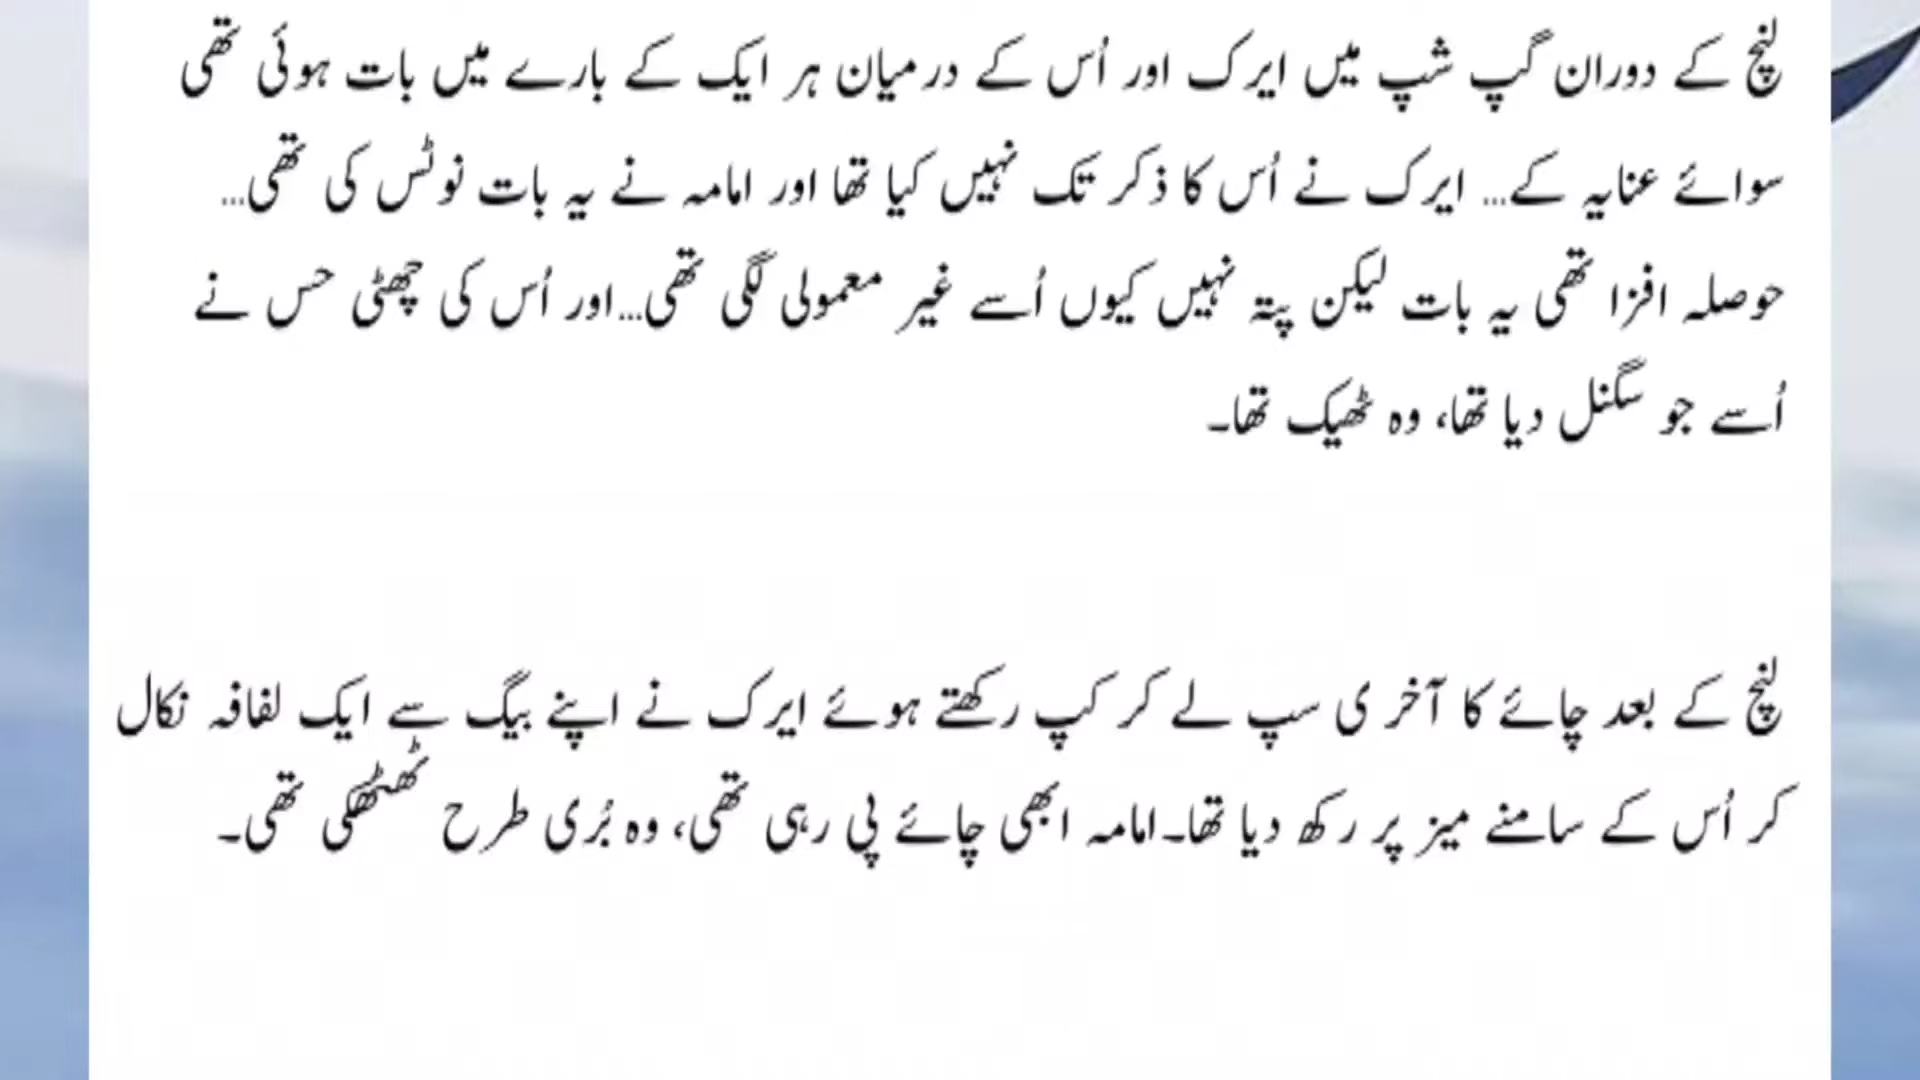 لنچ کے دوران گپ شپ میں ایرک اور اُس کے درمیان ہر ایک کے بارے میں بات ہوئی تھی
سوائے عنایہ کے… ایرک نے اُس کا ذکر تک نہیں کیا تھا اور امامہ نے یہ بات نوٹس کی تھی…
حوصلہ افزا تھی یہ بات لیکن پتہ نہیں کیوں اُسے غیر معمولی لگی تھی…اور اُس کی چھٹی حس نے
اُسے جو سگنل دیا تھا، وہ ٹھیک تھا۔
لنچ کے بعد چائے کا آخری سپ لے کر کپ رکھتے ہوئے ایرک نے اپنے بیگ سے ایک لفافہ نکال
کر اُس کے سامنے میز پر رکھ دیا تھا۔امامہ ابھی چائے پی رہی تھی، وہ بُری طرح ٹھٹھکی تھی۔